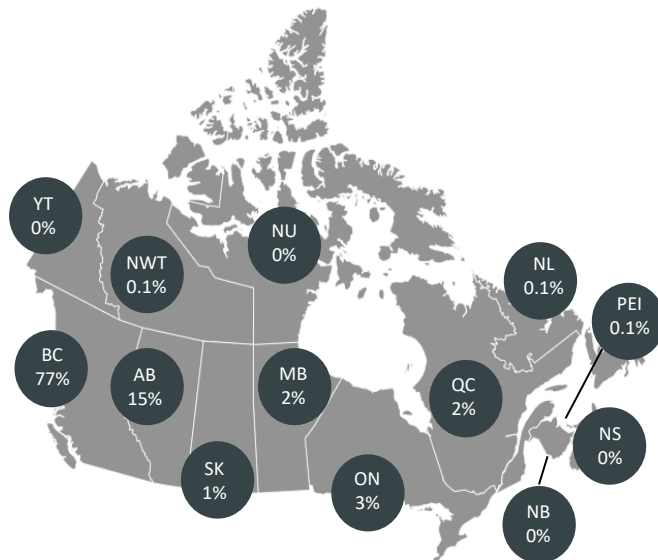 YT
0%
NWT
0.1%
NU
0%
NL
0.1%
PEI
0.1%
BC
77%
AB
15%
MB
2%
QC
2%
NS
0%
SK
1%
ON
3%
NB
0%